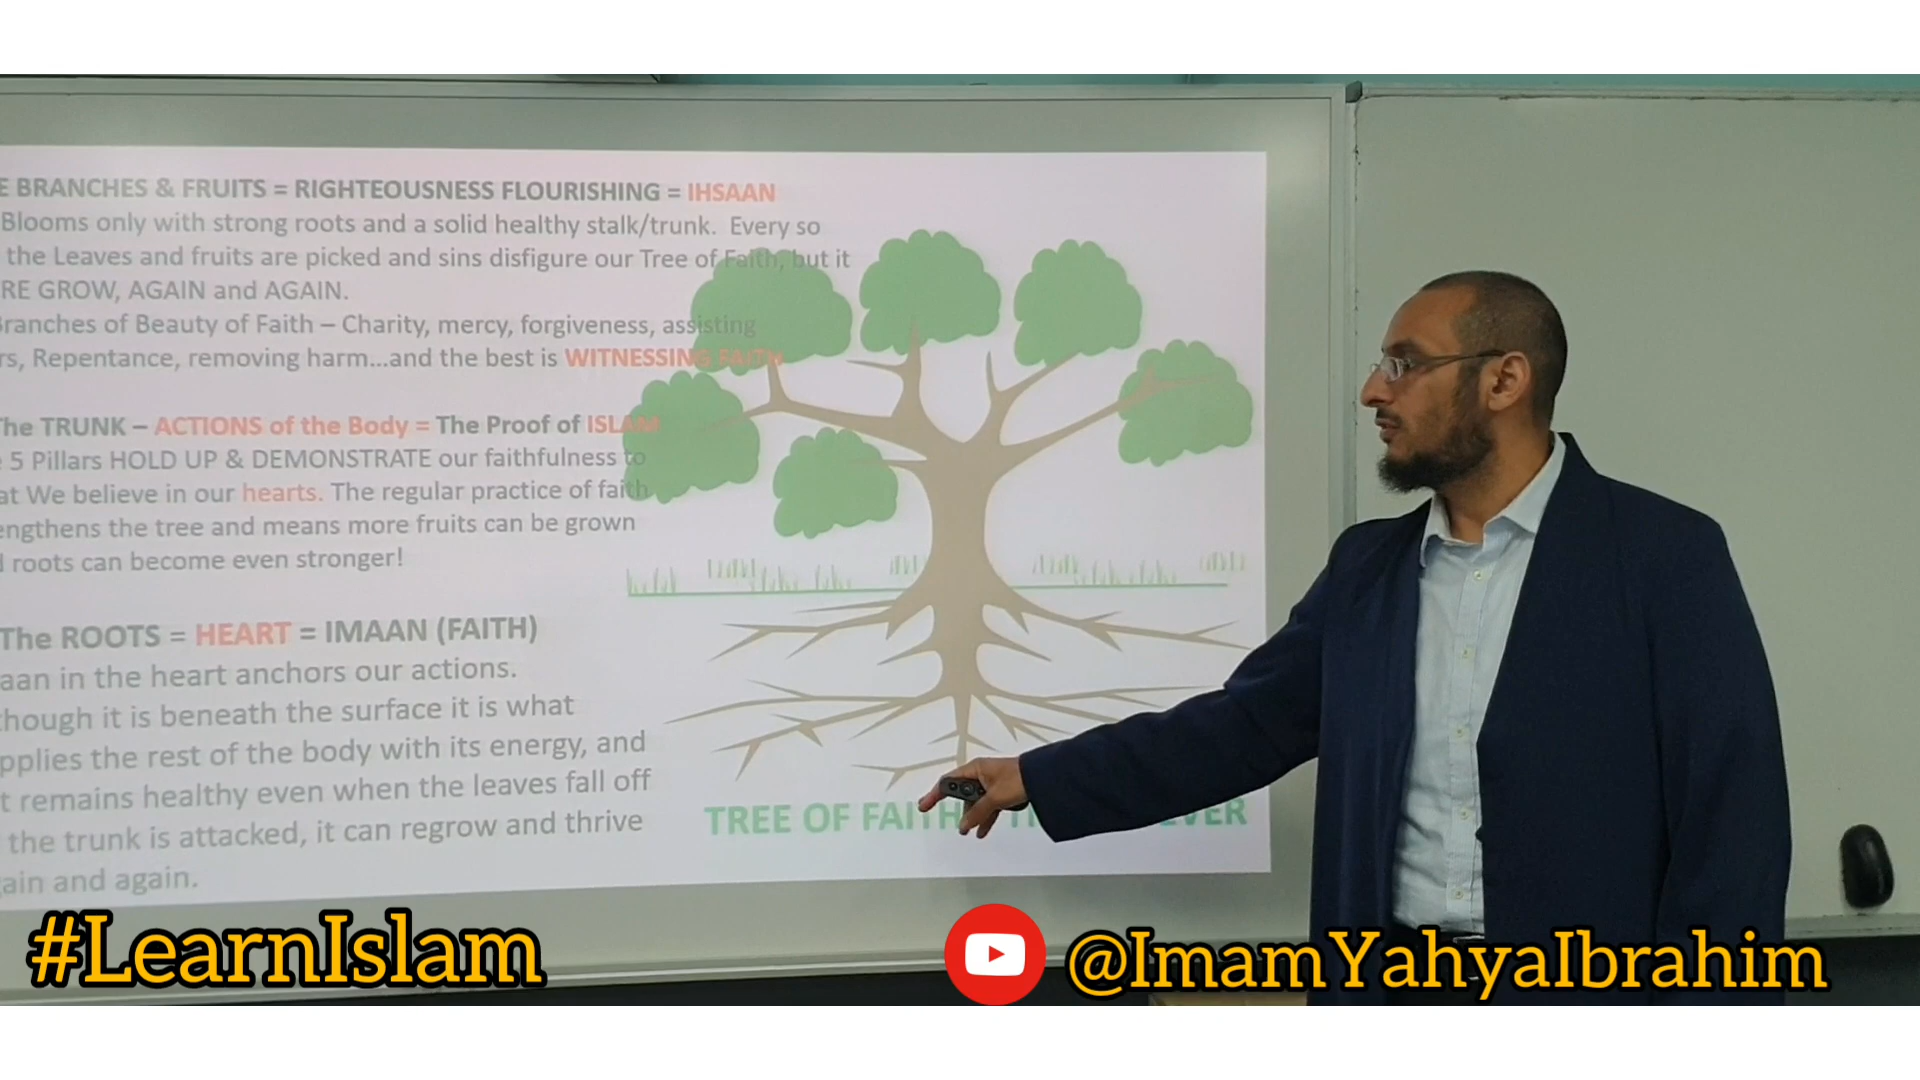 E BRANCHES & FRUITS = RIGHTEOUSNESS FLOURISHING = IHSAAN
Blooms only with strong roots and a solid healthy stalk/trunk. Every so
the Leaves and fruits are picked and sins disfigure our Tree of Faith, but it
RE GROW, AGAIN and AGAIN.
Branches of Beauty of Faith – Charity, mercy, forgiveness, assisting
rs, Repentance, removing harm...and the best is WITNESSING FAITH
The TRUNK – ACTIONS of the Body = The Proof of ISLAM
5 Pillars HOLD UP & DEMONSTRATE our faithfulness to
at We believe in our hearts. The regular practice of faith
engthens the tree and means more fruits can be grown
roots can become even stronger!
The ROOTS = HEART = IMAAN (FAITH)
aan in the heart anchors our actions.
though it is beneath the surface it is what
pplies the rest of the body with its energy, and
t remains healthy even when the leaves fall off
the trunk is attacked, it can regrow and thrive
gain and again.
TREE OF FAITH
#LearnIslam
@ImamYahyaIbrahim